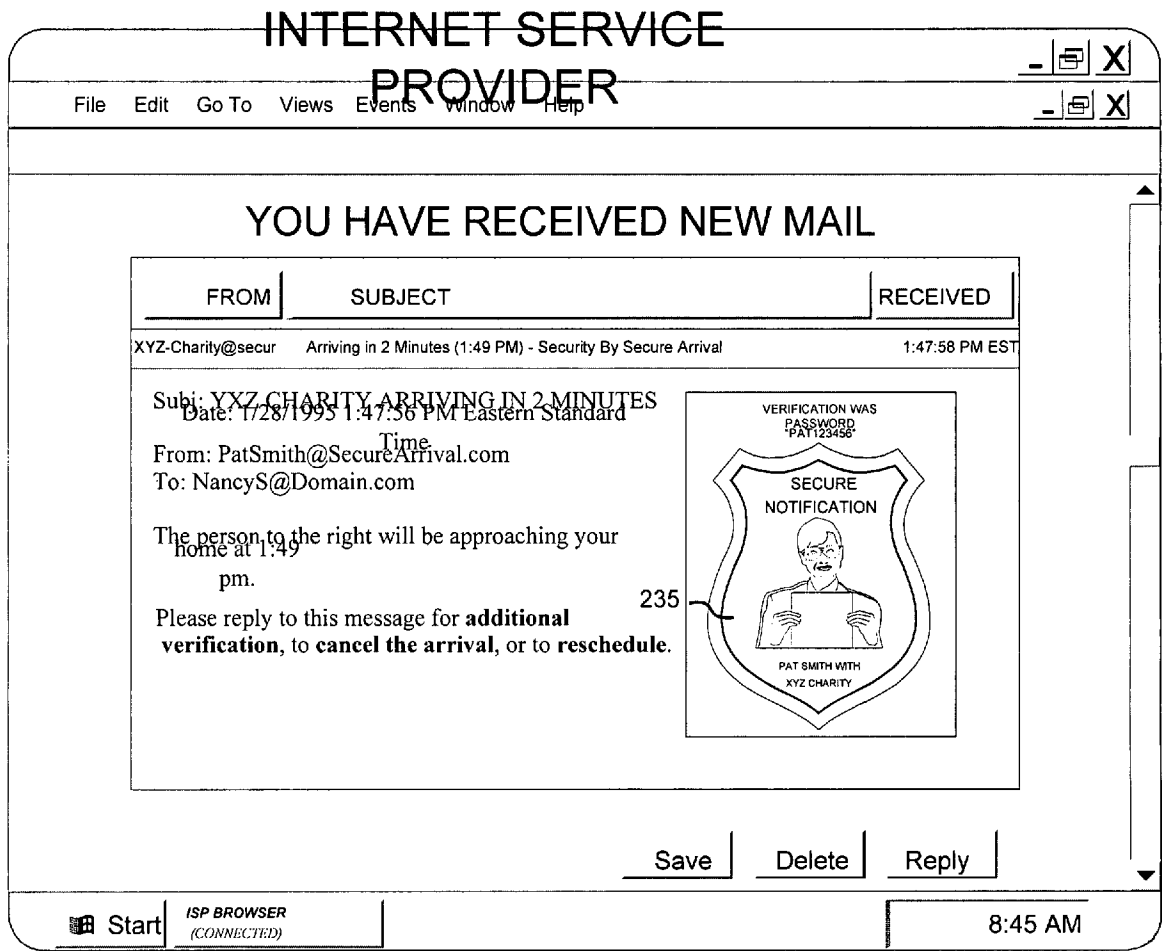 INTERNET SERVICE
PROVIDER
File Edit Go To Views Events Window Help
YOU HAVE RECEIVED NEW MAIL
FROM SUBJECT RECEIVED
XYZ-Charity@secur Arriving in 2 Minutes (1:49 PM) - Security By Secure Arrival 1:47:58 PM EST
Subj: YXZ CHARITY ARRIVING IN 2 MINUTES
Date: 1/28/1995 1:47:56 PM Eastern Standard
Time
From: PatSmith@SecureArrival.com
To: NancyS@Domain.com
The person to the right will be approaching your
home at 1:49
pm.
Please reply to this message for additional
verification, to cancel the arrival, or to reschedule.
VERIFICATION WAS
PASSWORD
"PAT123456"
SECURE
NOTIFICATION
235
PAT SMITH WITH
XYZ CHARITY
Save Delete Reply
Start
ISP BROWSER
(CONNECTED)
8:45 AM